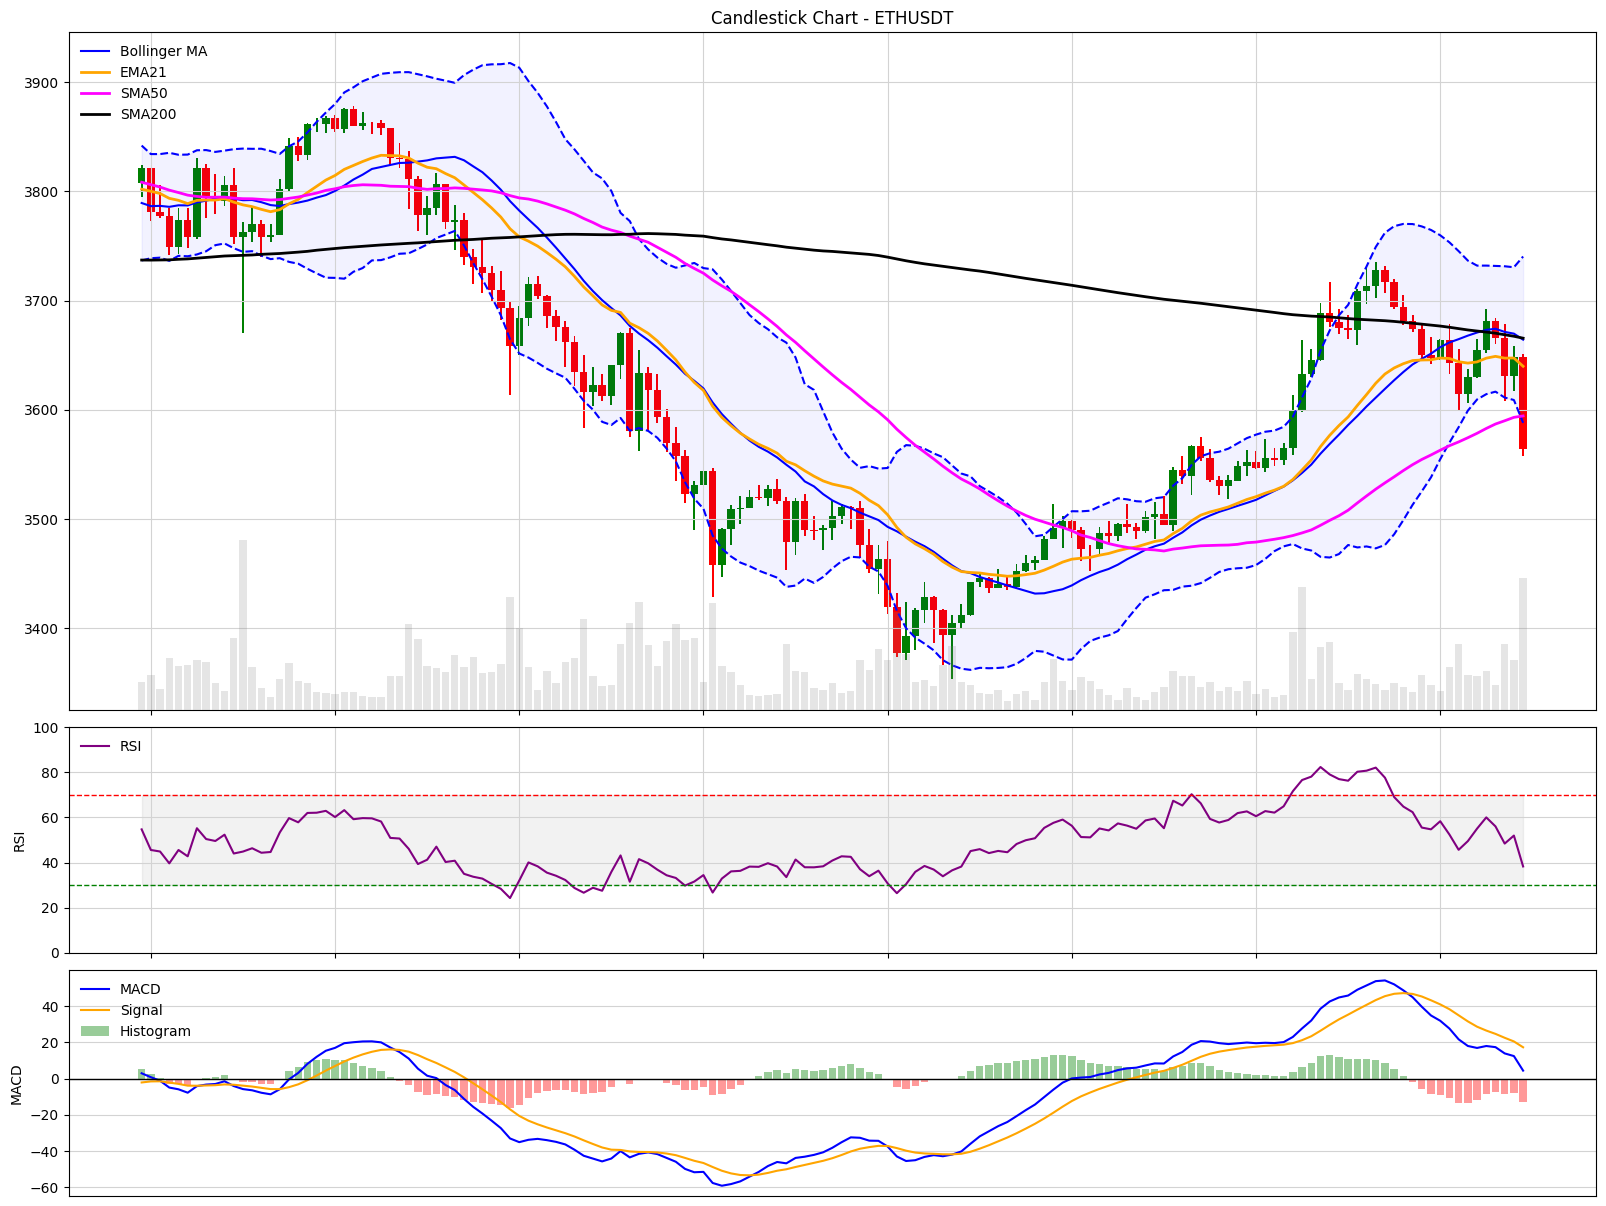 Candlestick Chart - ETHUSDT
Bollinger MA
EMA21
SMA50
SMA200
3900
3800
3700
3600
3500
3400
RSI
100
80
60
40
20
0
RSI
MACD
Signal
Histogram
40
20
0
−20
−40
−60
MACD